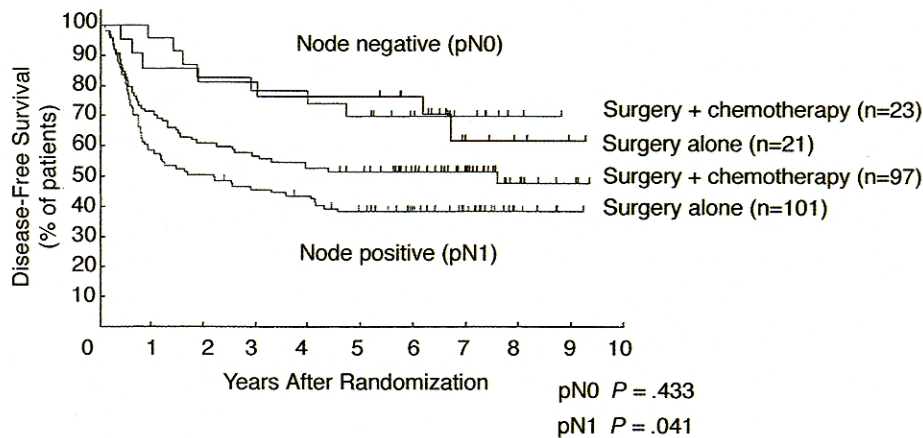 Disease-Free Survival
(% of patients)
100
90
80
70
60
50
40
30
20
10
0 1 2 3 4 5 6 7 8 9 10
Years After Randomization
Node negative (pN0)
Surgery + chemotherapy (n=23)
Surgery alone (n=21)
Surgery + chemotherapy (n=97)
Surgery alone (n=101)
Node positive (pN1)
pN0 P = .433
pN1 P = .041